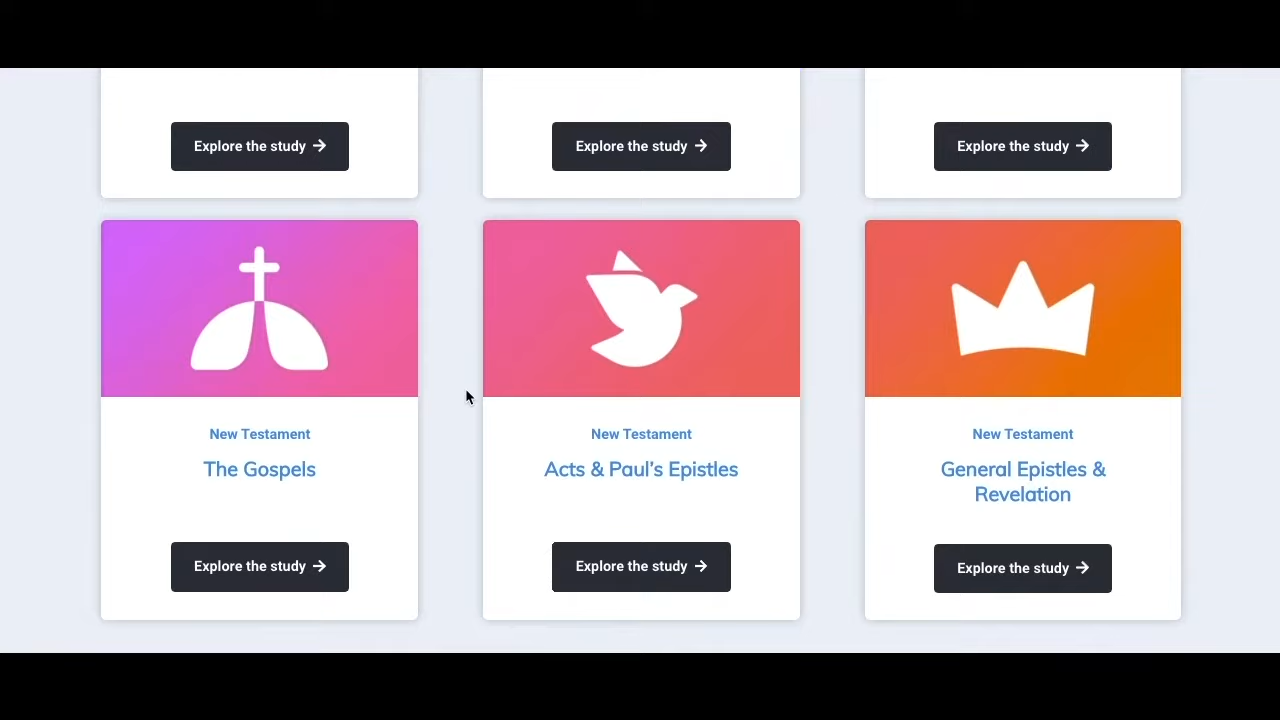 Explore the study
Explore the study
Explore the study
New Testament
The Gospels
Explore the study
New Testament
Acts & Paul's Epistles
Explore the study
New Testament
General Epistles &
Revelation
Explore the study